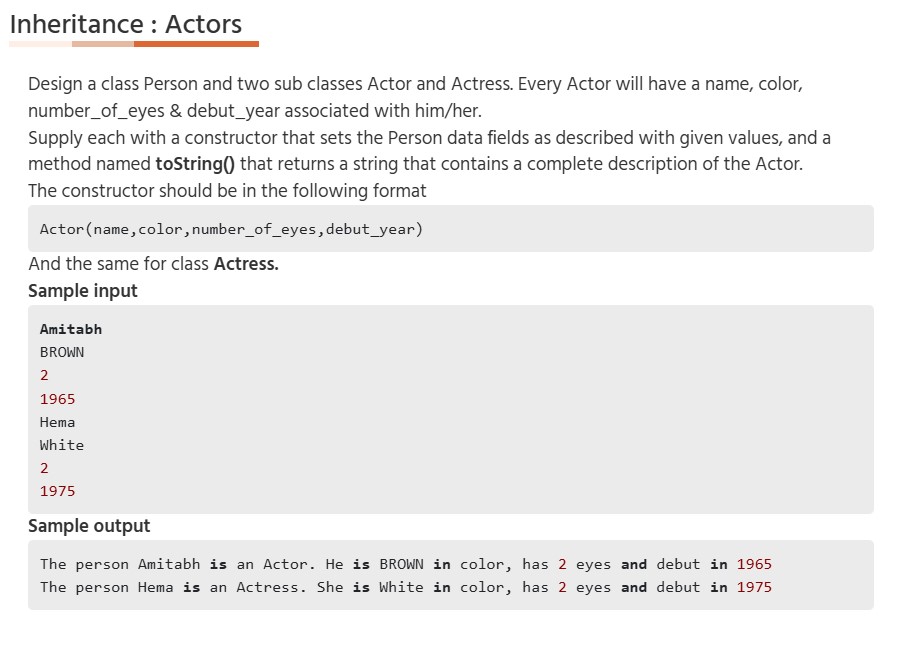 Inheritance : Actors
Design a class Person and two sub classes Actor and Actress. Every Actor will have a name, color,
number_of_eyes & debut_year associated with him/her.
Supply each with a constructor that sets the Person data fields as described with given values, and a
method named toString() that returns a string that contains a complete description of the Actor.
The constructor should be in the following format
Actor(name,color,number_of_eyes,debut_year)
And the same for class Actress.
Sample input
Amitabh
BROWN
2
1965
Hema
White
2
1975
Sample output
The person Amitabh is an Actor. He is BROWN in color, has 2 eyes and debut in 1965
The person Hema is an Actress. She is White in color, has 2 eyes and debut in 1975